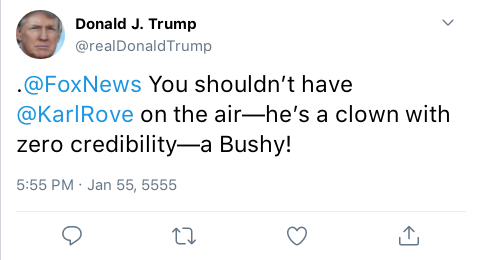 Donald J. Trump
@realDonaldTrump
.@FoxNews You shouldn’t have
@KarlRove on the air—he’s a clown with
zero credibility—a Bushy!
5:55 PM · Jan 55, 5555